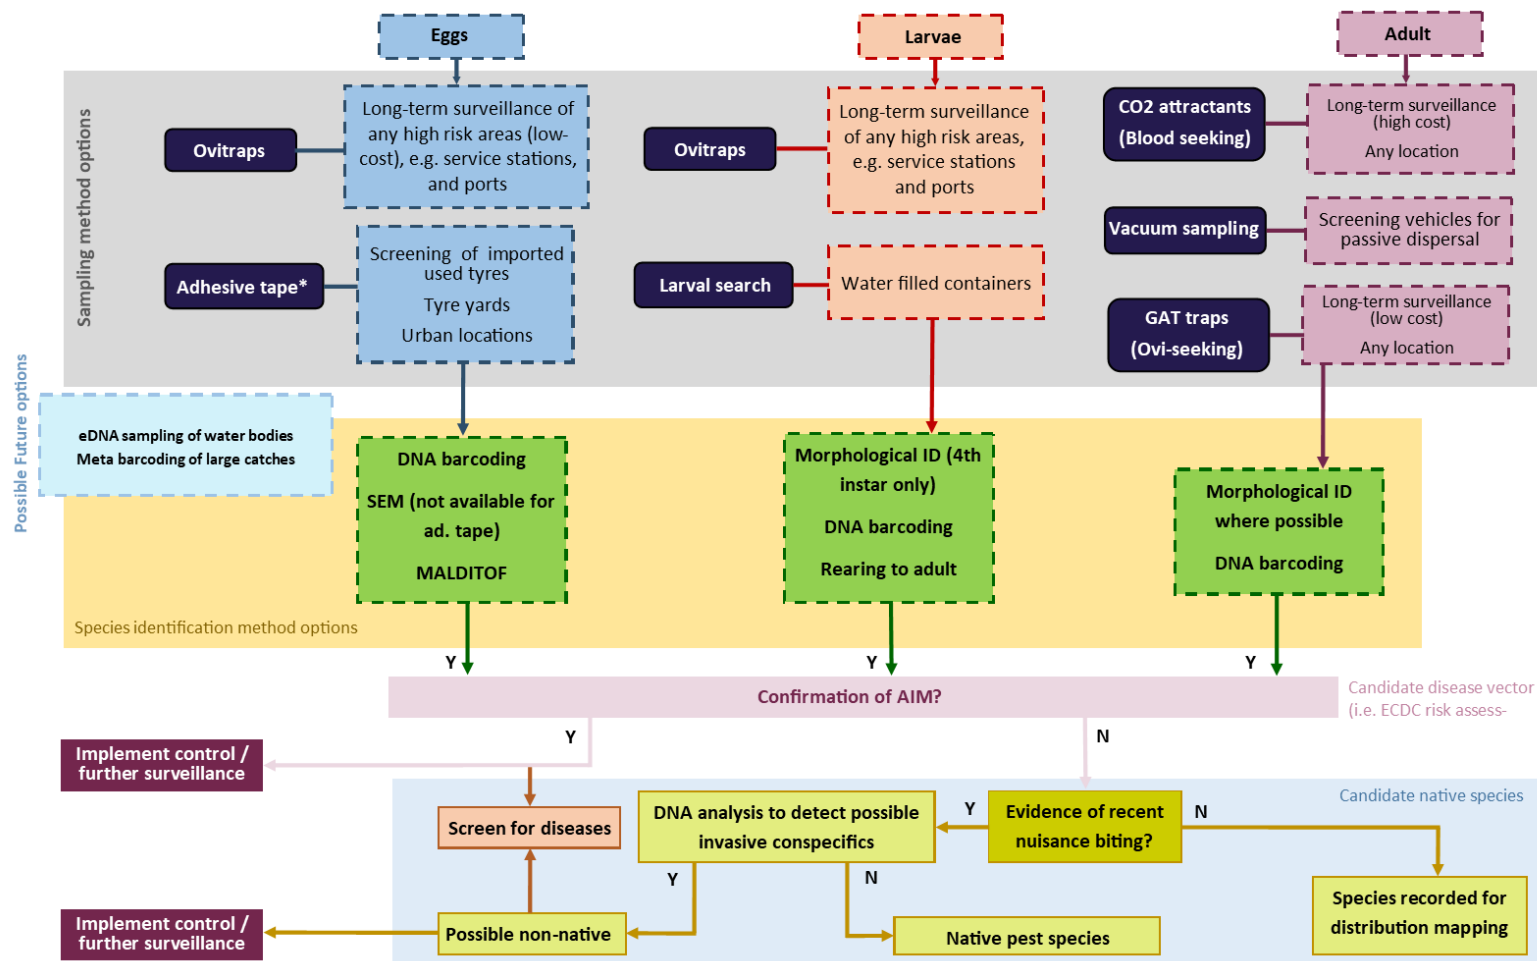 Eggs
Larvae
Adult
Sampling method options
Ovitraps
Long-term surveillance of
any high risk areas (low-
cost), e.g. service stations,
and ports
Adhesive tape*
Screening of imported
used tyres
Tyre yards
Urban locations
Ovitraps
Long-term surveillance
of any high risk areas,
e.g. service stations
and ports
Larval search
Water filled containers
CO2 attractants
(Blood seeking)
Long-term surveillance
(high cost)
Any location
Vacuum sampling
Screening vehicles for
passive dispersal
GAT traps
(Ovi-seeking)
Long-term surveillance
(low cost)
Any location
Possible Future options
eDNA sampling of water bodies
Meta barcoding of large catches
DNA barcoding
SEM (not available for
ad. tape)
MALDITOF
Morphological ID (4th
instar only)
DNA barcoding
Rearing to adult
Morphological ID
where possible
DNA barcoding
Species identification method options
Y
Y
Y
Confirmation of AIM?
Candidate disease vector
(i.e. ECDC risk assess-
Y
N
Implement control /
further surveillance
Candidate native species
Screen for diseases
DNA analysis to detect possible
invasive conspecifics
Y
Evidence of recent
nuisance biting?
N
Y
N
Species recorded for
distribution mapping
Implement control /
further surveillance
Possible non-native
Native pest species